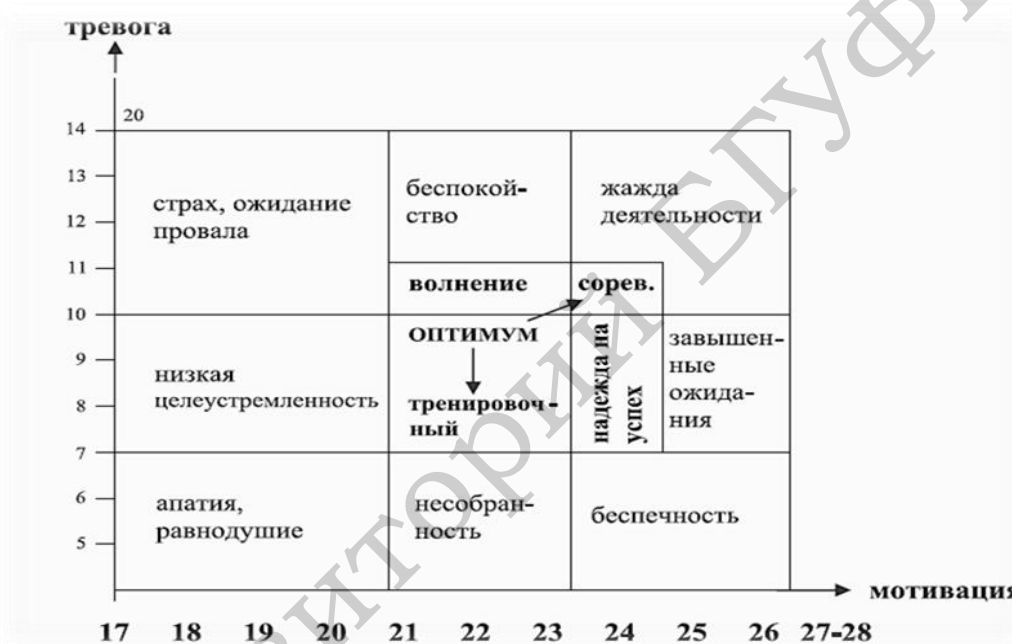 тревога
20
14
13
12
11
10
9
8
7
6
5
страх, ожидание
провала
беспокой-
ство
жажда
деятельности
волнение
сорев.
ОПТИМУМ
тренировоч-
ный
надежда на
успех
завышен-
ные
ожида-
ния
низкая
целеустремленность
апатия,
равнодушие
несобран-
ность
беспечность
мотивация
17 18 19 20 21 22 23 24 25 26 27-28